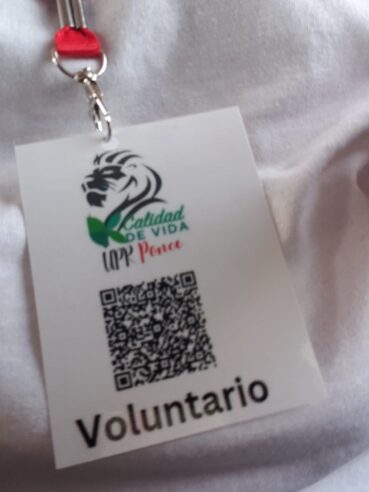 Calidad
DE VIDA
UPR Ponce
Voluntario